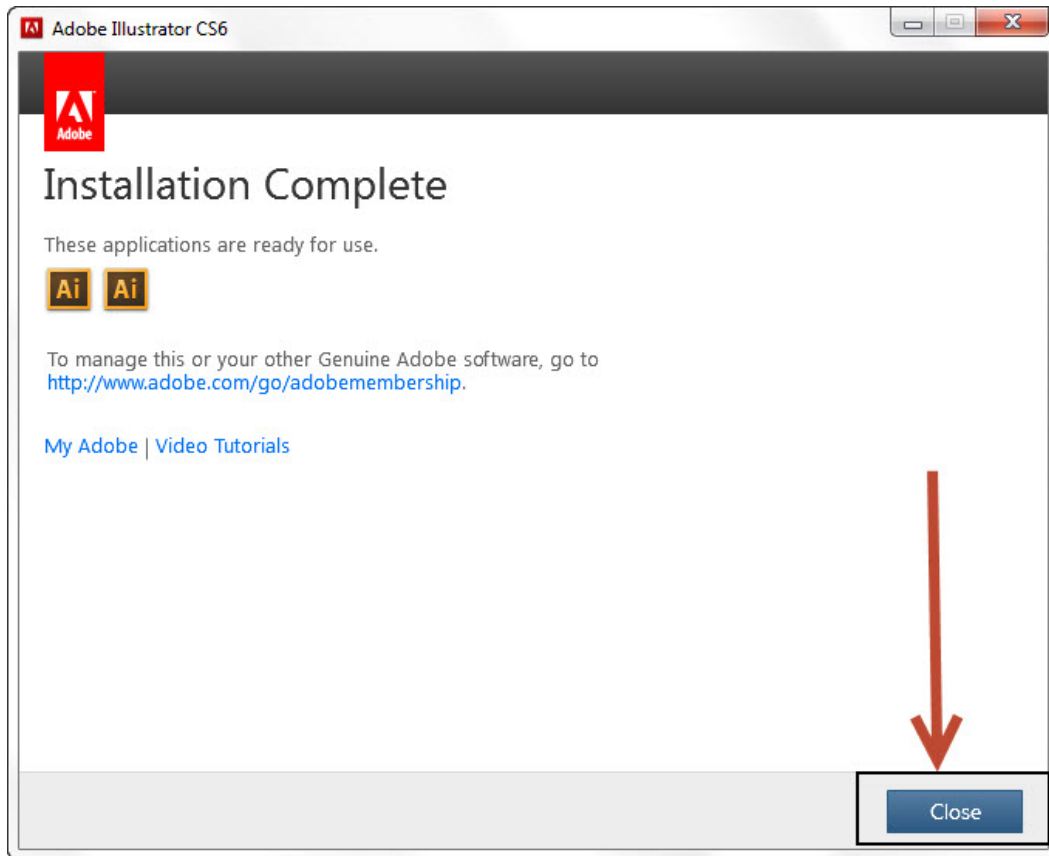 Adobe Illustrator CS6
Adobe
Installation Complete
These applications are ready for use.
Ai Ai
To manage this or your other Genuine Adobe software, go to
http://www.adobe.com/go/adobemembership.
My Adobe | Video Tutorials
Close